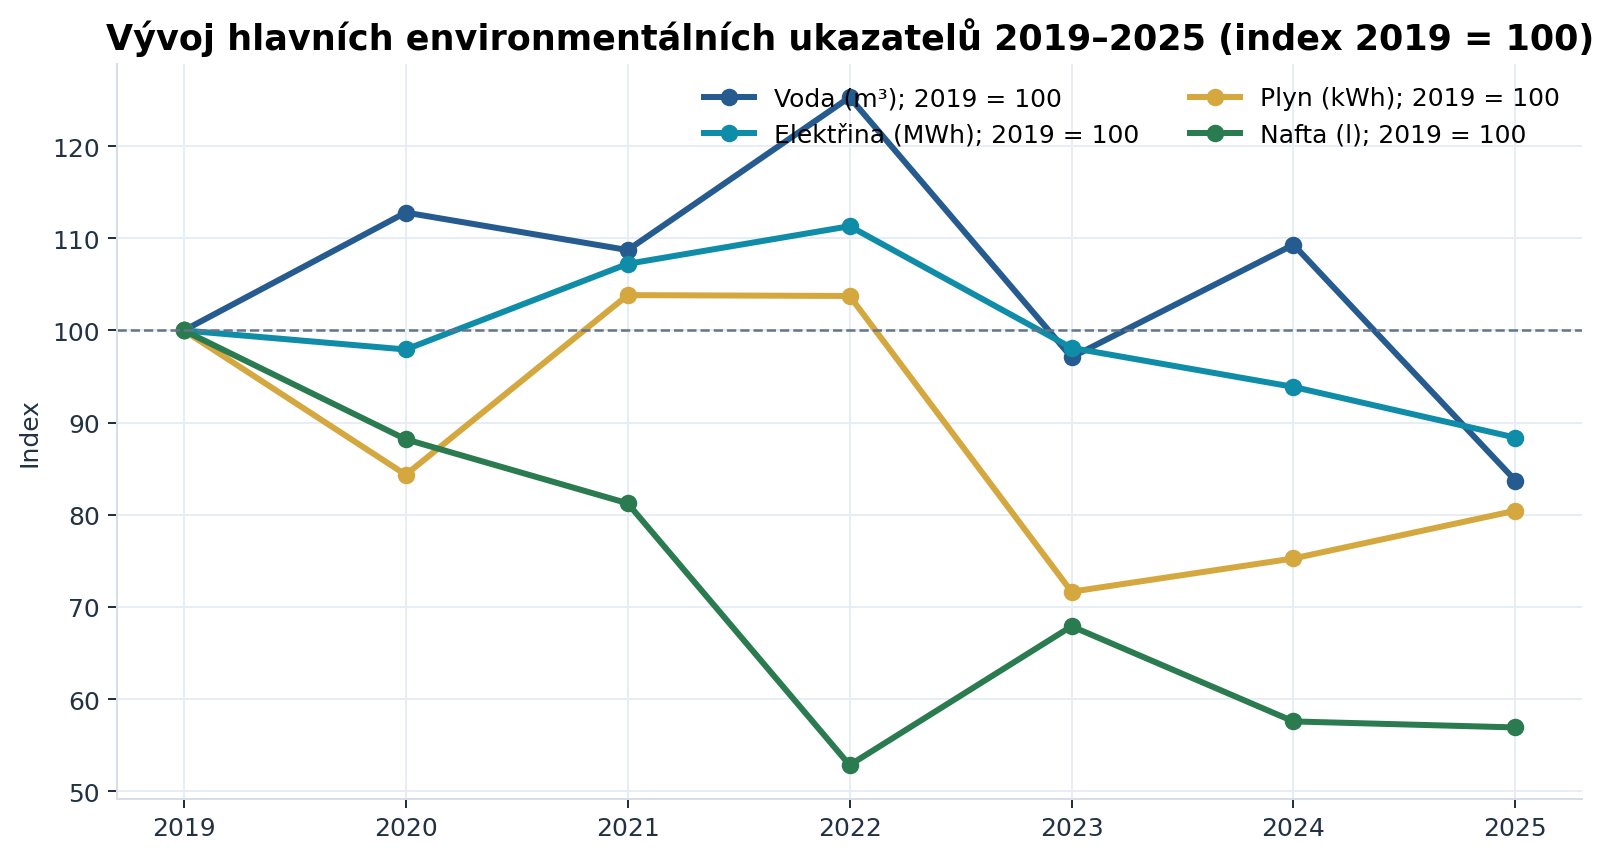 Vývoj hlavních environmentálních ukazatelů 2019–2025 (index 2019 = 100)
Voda (m³); 2019 = 100
Elektřina (MWh); 2019 = 100
Plyn (kWh); 2019 = 100
Nafta (l); 2019 = 100
Index
120
110
100
90
80
70
60
50
2019 2020 2021 2022 2023 2024 2025